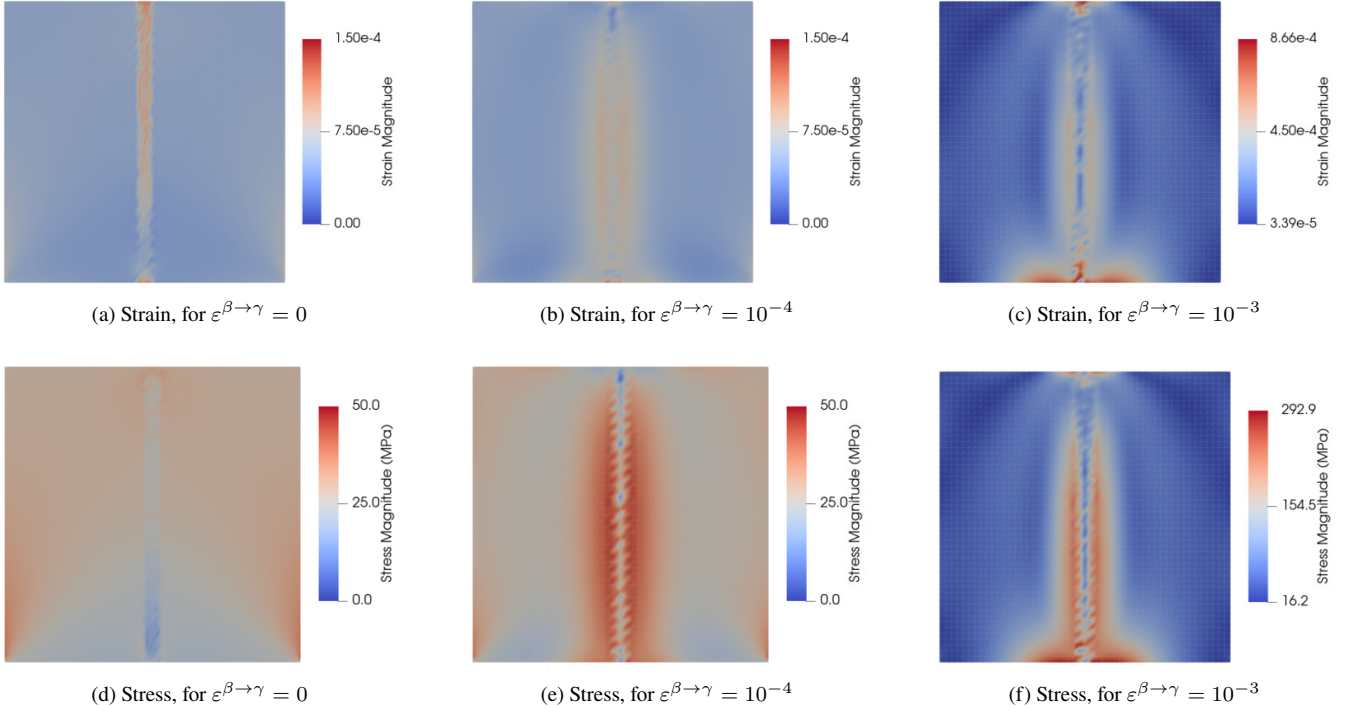 1.50e-4
7.50e-5
0.00
Strain Magnitude
1.50e-4
7.50e-5
0.00
Strain Magnitude
8.66e-4
4.50e-4
3.39e-5
Strain Magnitude
(a) Strain, for ε^{β→γ} = 0
(b) Strain, for ε^{β→γ} = 10^{-4}
(c) Strain, for ε^{β→γ} = 10^{-3}
50.0
25.0
0.0
Stress Magnitude (MPa)
50.0
25.0
0.0
Stress Magnitude (MPa)
292.9
154.5
16.2
Stress Magnitude (MPa)
(d) Stress, for ε^{β→γ} = 0
(e) Stress, for ε^{β→γ} = 10^{-4}
(f) Stress, for ε^{β→γ} = 10^{-3}